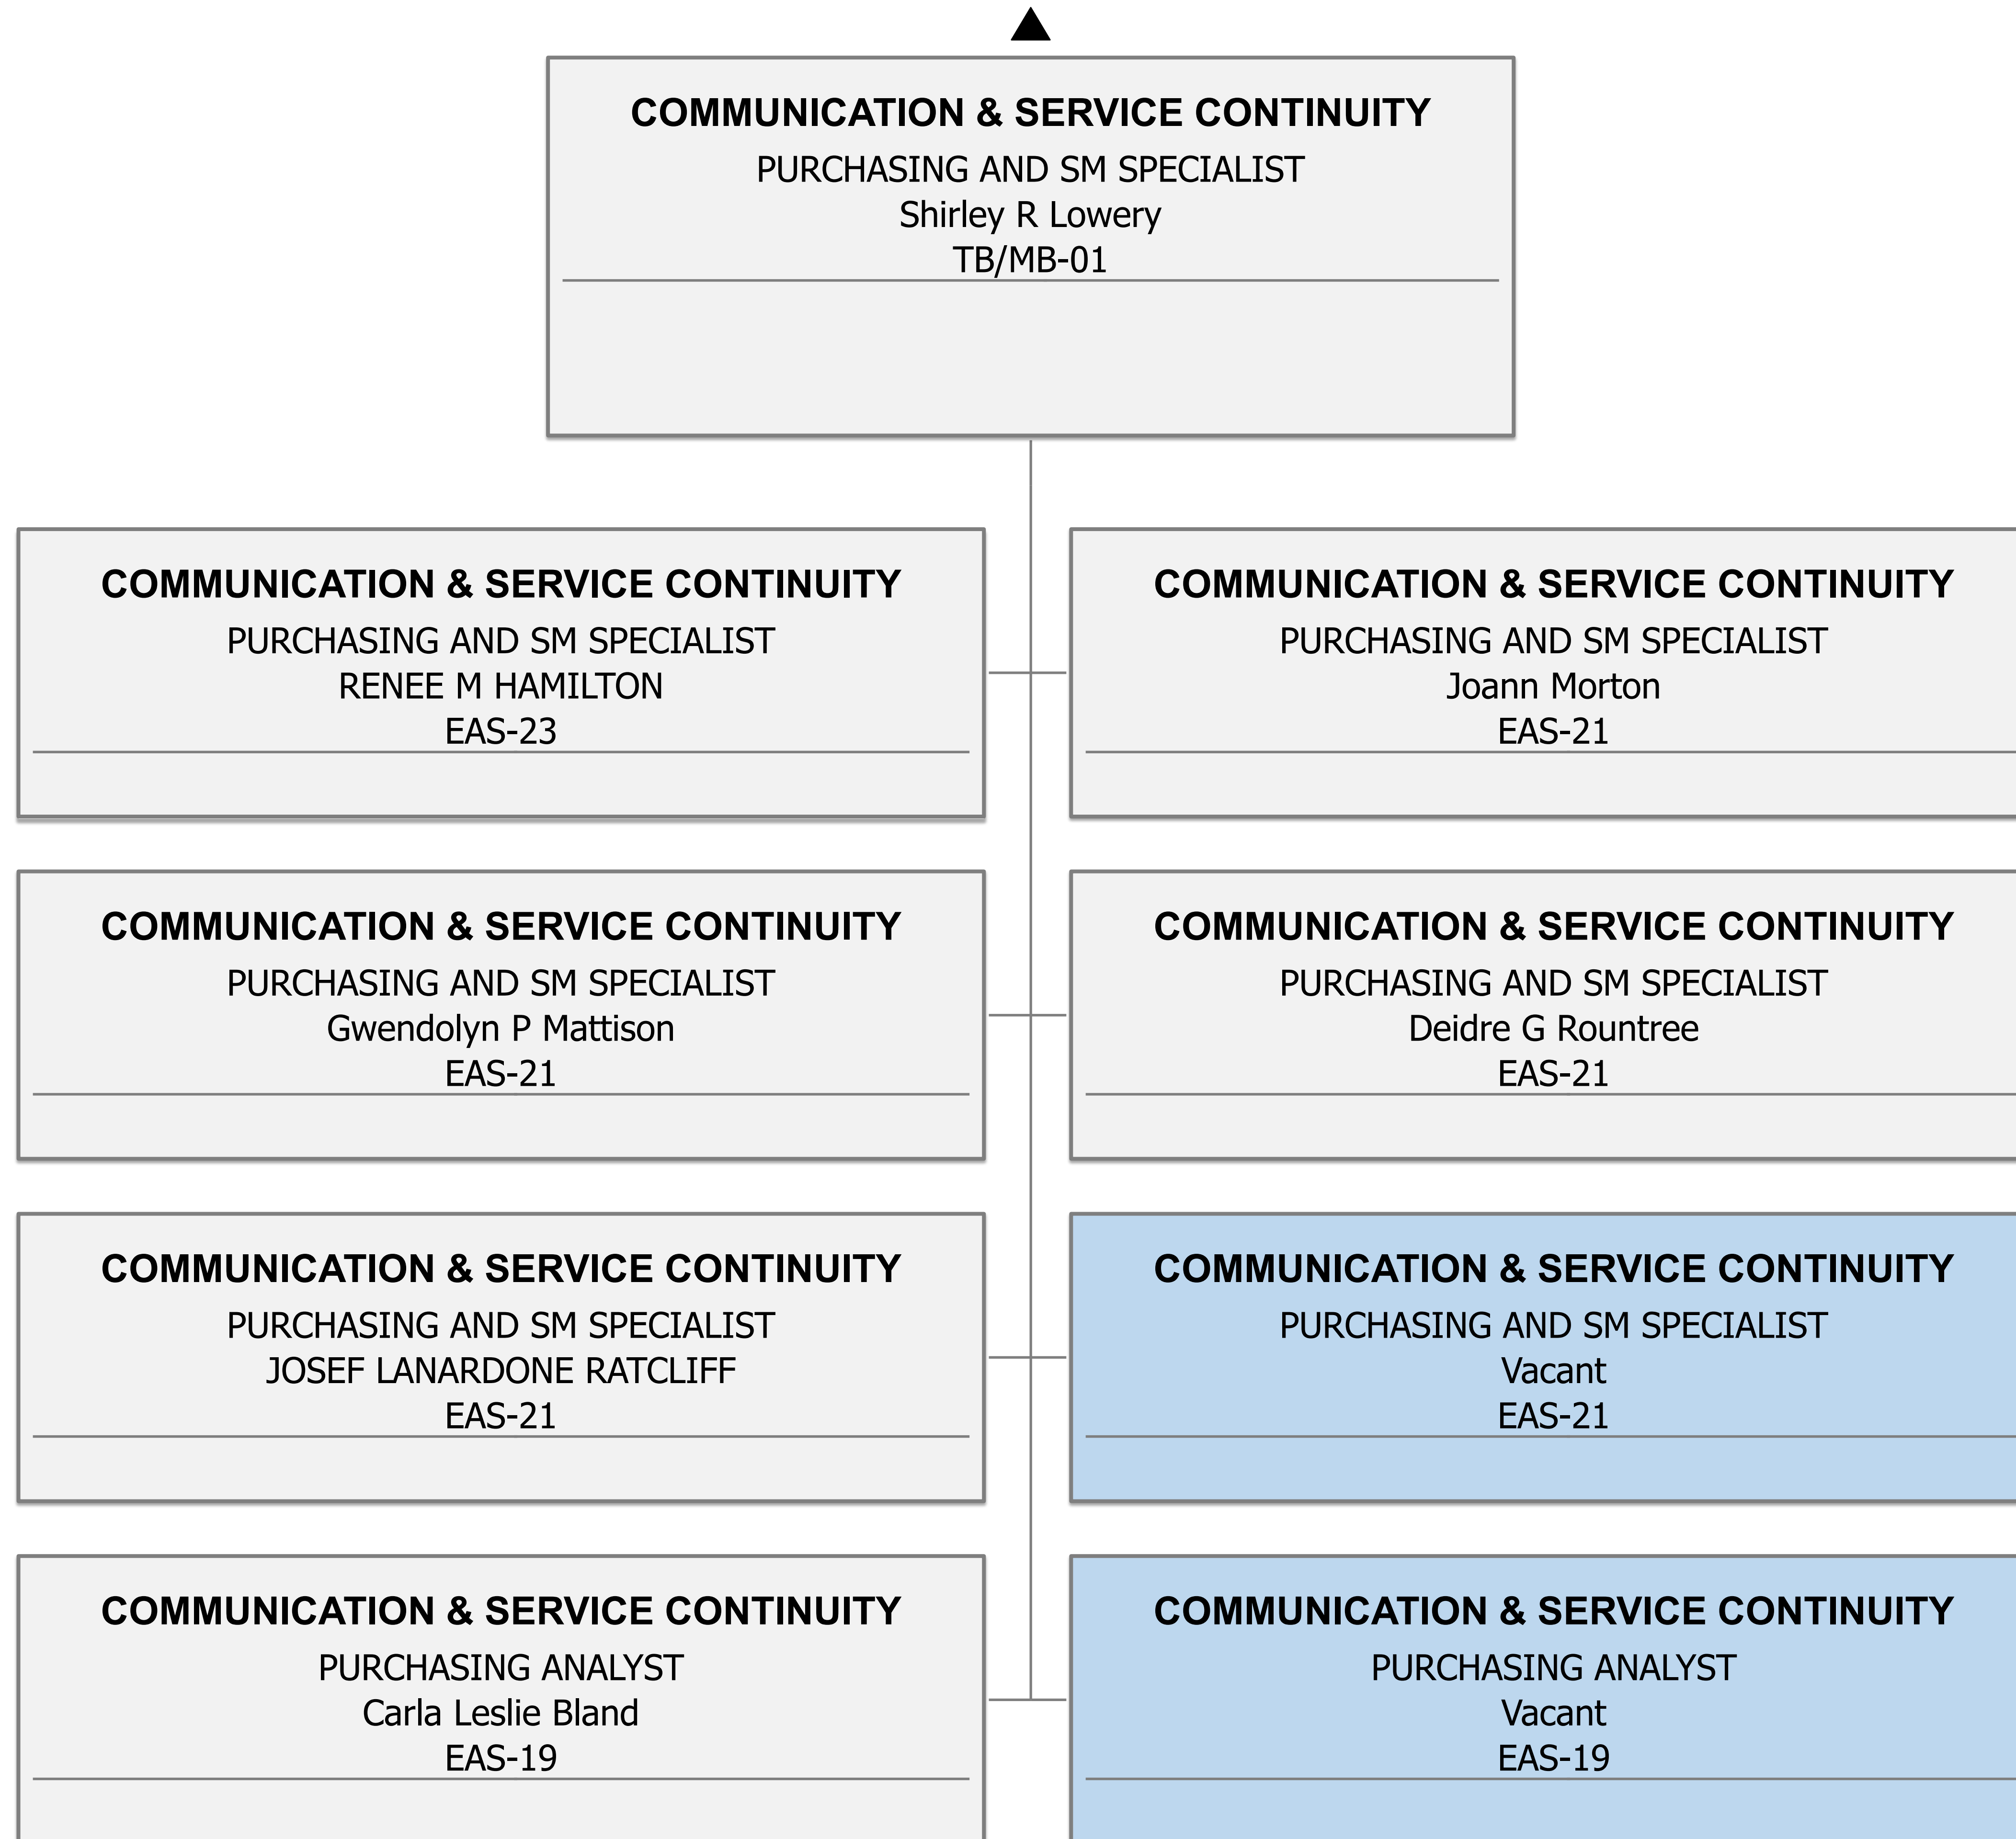 COMMUNICATION & SERVICE CONTINUITY
PURCHASING AND SM SPECIALIST
Shirley R Lowery
TB/MB-01
COMMUNICATION & SERVICE CONTINUITY
PURCHASING AND SM SPECIALIST
RENEE M HAMILTON
EAS-23
COMMUNICATION & SERVICE CONTINUITY
PURCHASING AND SM SPECIALIST
Joann Morton
EAS-21
COMMUNICATION & SERVICE CONTINUITY
PURCHASING AND SM SPECIALIST
Gwendolyn P Mattison
EAS-21
COMMUNICATION & SERVICE CONTINUITY
PURCHASING AND SM SPECIALIST
Deidre G Rountree
EAS-21
COMMUNICATION & SERVICE CONTINUITY
PURCHASING AND SM SPECIALIST
JOSEF LANARDONE RATCLIFF
EAS-21
COMMUNICATION & SERVICE CONTINUITY
PURCHASING AND SM SPECIALIST
Vacant
EAS-21
COMMUNICATION & SERVICE CONTINUITY
PURCHASING ANALYST
Carla Leslie Bland
EAS-19
COMMUNICATION & SERVICE CONTINUITY
PURCHASING ANALYST
Vacant
EAS-19